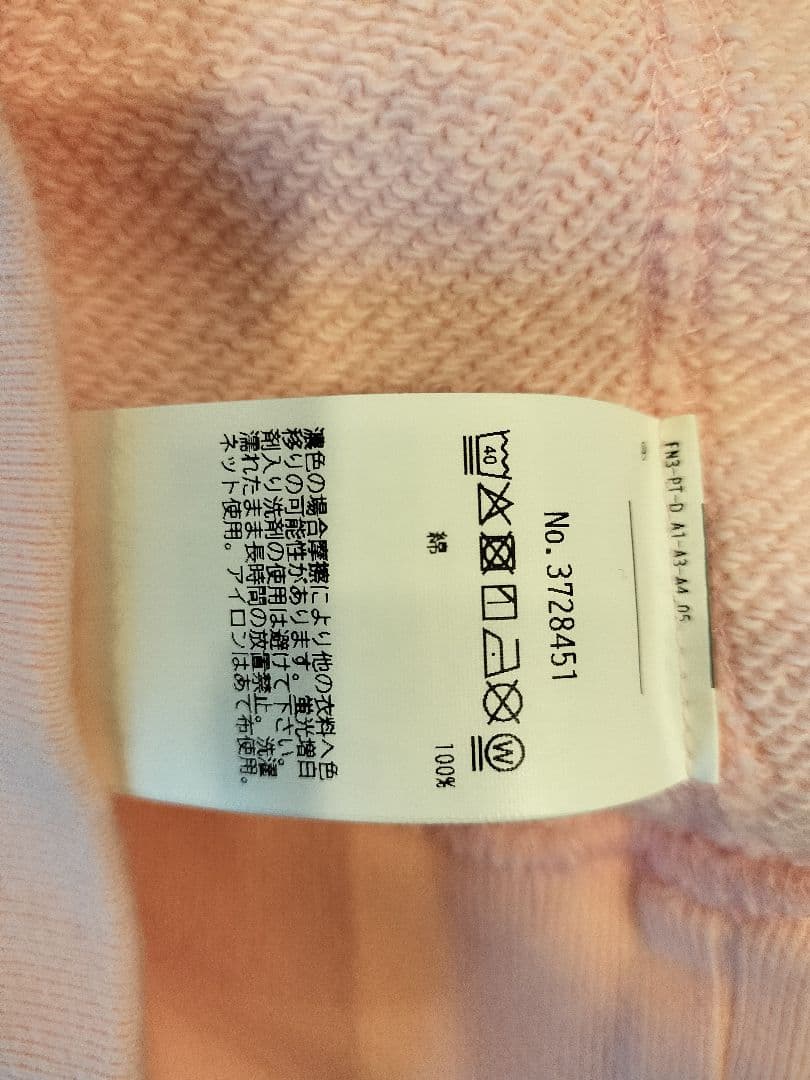 FN3-PT-D A1-A3-A4 05
No.3728451
40
W
綿 100%
濃色の場合摩擦により他の衣料へ色
移りの可能性があります。蛍光増白
剤入り洗剤の使用は避けて下さい。
濡れたまま長時間の放置禁止。洗濯
ネット使用。アイロンはあて布使用。